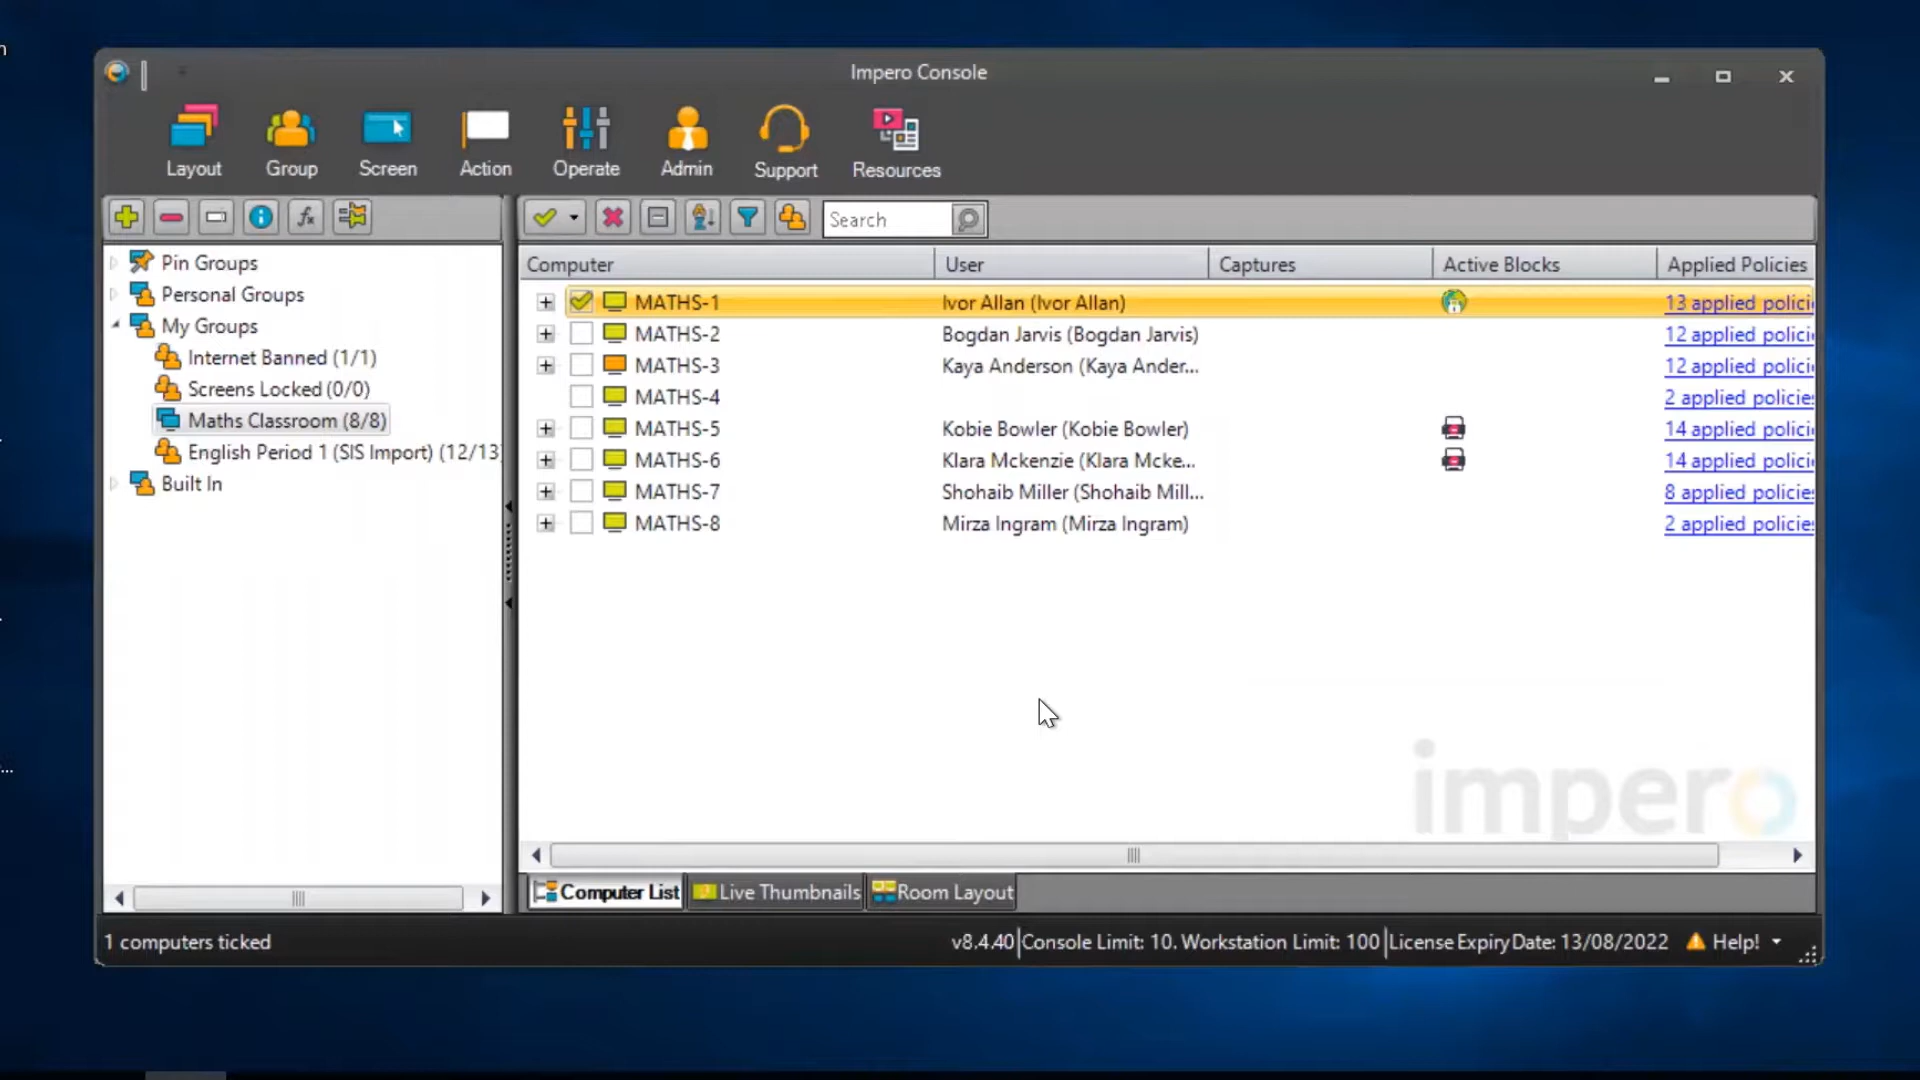 Impero Console
Layout
Group
Screen
Action
Operate
Admin
Support
Resources
Search
Pin Groups
Personal Groups
My Groups
Internet Banned (1/1)
Screens Locked (0/0)
Maths Classroom (8/8)
English Period 1 (SIS Import) (12/13
Built In
Computer User Captures Active Blocks Applied Policies
MATHS-1 Ivor Allan (Ivor Allan) 13 applied polici
MATHS-2 Bogdan Jarvis (Bogdan Jarvis) 12 applied polici
MATHS-3 Kaya Anderson (Kaya Ander... 12 applied polici
MATHS-4 2 applied policies
MATHS-5 Kobie Bowler (Kobie Bowler) 14 applied polici
MATHS-6 Klara Mckenzie (Klara Mcke... 14 applied polici
MATHS-7 Shohaib Miller (Shohaib Mill... 8 applied policies
MATHS-8 Mirza Ingram (Mirza Ingram) 2 applied policies
impero
Computer List Live Thumbnails Room Layout
1 computers ticked
v8.4.40 Console Limit: 10. Workstation Limit: 100 License Expiry Date: 13/08/2022 Help!